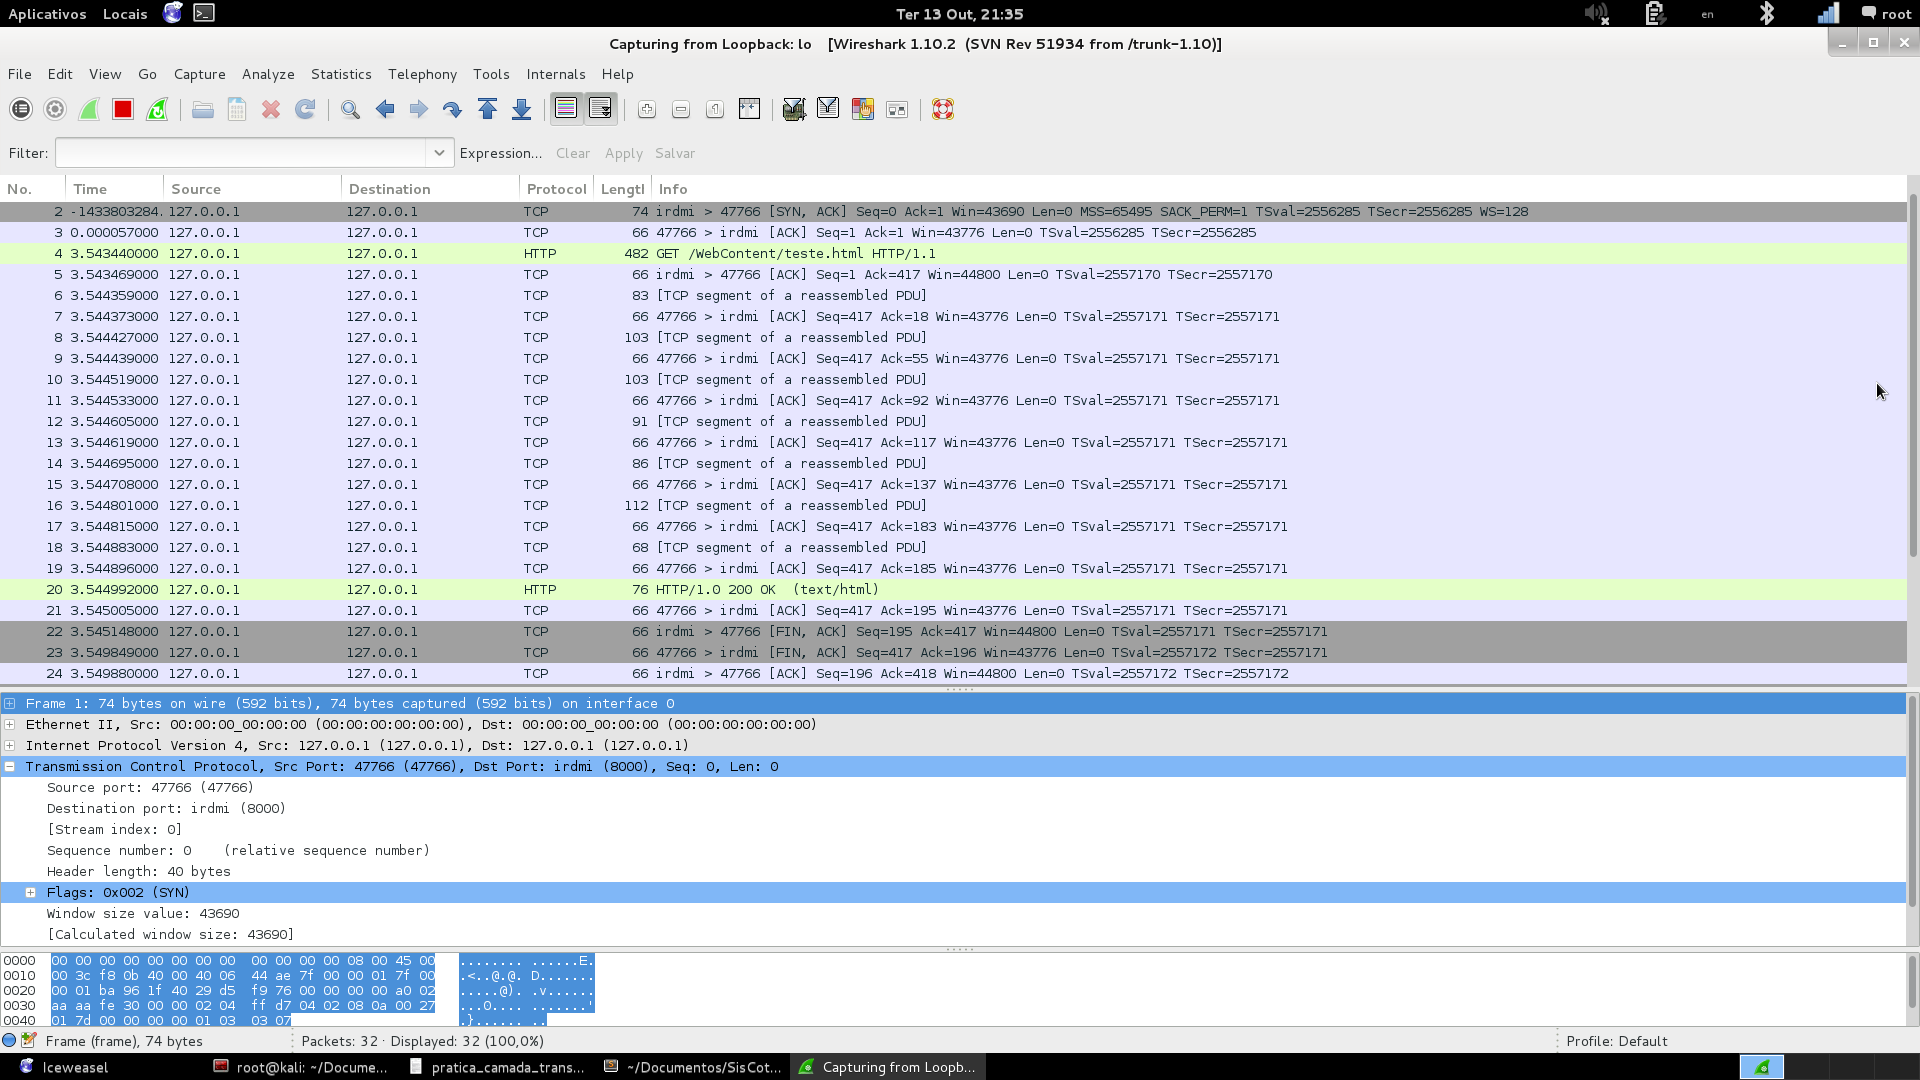 Aplicativos Locais Ter 13 Out, 21:35 en root
Capturing from Loopback: lo [Wireshark 1.10.2 (SVN Rev 51934 from /trunk-1.10)]
File Edit View Go Capture Analyze Statistics Telephony Tools Internals Help
Filter: Expression... Clear Apply Salvar
No. Time Source Destination Protocol Lengtl Info
2 -1433803284. 127.0.0.1 127.0.0.1 TCP 74 irdmi > 47766 [SYN, ACK] Seq=0 Ack=1 Win=43690 Len=0 MSS=65495 SACK_PERM=1 TSval=2556285 TSecr=2556285 WS=128
3 0.000057000 127.0.0.1 127.0.0.1 TCP 66 47766 > irdmi [ACK] Seq=1 Ack=1 Win=43776 Len=0 TSval=2556285 TSecr=2556285
4 3.543440000 127.0.0.1 127.0.0.1 HTTP 482 GET /WebContent/teste.html HTTP/1.1
5 3.543469000 127.0.0.1 127.0.0.1 TCP 66 irdmi > 47766 [ACK] Seq=1 Ack=417 Win=44800 Len=0 TSval=2557170 TSecr=2557170
6 3.544359000 127.0.0.1 127.0.0.1 TCP 83 [TCP segment of a reassembled PDU]
7 3.544373000 127.0.0.1 127.0.0.1 TCP 66 47766 > irdmi [ACK] Seq=417 Ack=18 Win=43776 Len=0 TSval=2557171 TSecr=2557171
8 3.544427000 127.0.0.1 127.0.0.1 TCP 103 [TCP segment of a reassembled PDU]
9 3.544439000 127.0.0.1 127.0.0.1 TCP 66 47766 > irdmi [ACK] Seq=417 Ack=55 Win=43776 Len=0 TSval=2557171 TSecr=2557171
10 3.544519000 127.0.0.1 127.0.0.1 TCP 103 [TCP segment of a reassembled PDU]
11 3.544533000 127.0.0.1 127.0.0.1 TCP 66 47766 > irdmi [ACK] Seq=417 Ack=92 Win=43776 Len=0 TSval=2557171 TSecr=2557171
12 3.544605000 127.0.0.1 127.0.0.1 TCP 91 [TCP segment of a reassembled PDU]
13 3.544619000 127.0.0.1 127.0.0.1 TCP 66 47766 > irdmi [ACK] Seq=417 Ack=117 Win=43776 Len=0 TSval=2557171 TSecr=2557171
14 3.544695000 127.0.0.1 127.0.0.1 TCP 86 [TCP segment of a reassembled PDU]
15 3.544708000 127.0.0.1 127.0.0.1 TCP 66 47766 > irdmi [ACK] Seq=417 Ack=137 Win=43776 Len=0 TSval=2557171 TSecr=2557171
16 3.544801000 127.0.0.1 127.0.0.1 TCP 112 [TCP segment of a reassembled PDU]
17 3.544815000 127.0.0.1 127.0.0.1 TCP 66 47766 > irdmi [ACK] Seq=417 Ack=183 Win=43776 Len=0 TSval=2557171 TSecr=2557171
18 3.544883000 127.0.0.1 127.0.0.1 TCP 68 [TCP segment of a reassembled PDU]
19 3.544896000 127.0.0.1 127.0.0.1 TCP 66 47766 > irdmi [ACK] Seq=417 Ack=185 Win=43776 Len=0 TSval=2557171 TSecr=2557171
20 3.544992000 127.0.0.1 127.0.0.1 HTTP 76 HTTP/1.0 200 OK (text/html)
21 3.545005000 127.0.0.1 127.0.0.1 TCP 66 47766 > irdmi [ACK] Seq=417 Ack=195 Win=43776 Len=0 TSval=2557171 TSecr=2557171
22 3.545148000 127.0.0.1 127.0.0.1 TCP 66 irdmi > 47766 [FIN, ACK] Seq=195 Ack=417 Win=44800 Len=0 TSval=2557171 TSecr=2557171
23 3.549849000 127.0.0.1 127.0.0.1 TCP 66 47766 > irdmi [FIN, ACK] Seq=417 Ack=196 Win=43776 Len=0 TSval=2557172 TSecr=2557171
24 3.549880000 127.0.0.1 127.0.0.1 TCP 66 irdmi > 47766 [ACK] Seq=196 Ack=418 Win=44800 Len=0 TSval=2557172 TSecr=2557172
Frame 1: 74 bytes on wire (592 bits), 74 bytes captured (592 bits) on interface 0
Ethernet II, Src: 00:00:00_00:00:00 (00:00:00:00:00:00), Dst: 00:00:00_00:00:00 (00:00:00:00:00:00)
Internet Protocol Version 4, Src: 127.0.0.1 (127.0.0.1), Dst: 127.0.0.1 (127.0.0.1)
Transmission Control Protocol, Src Port: 47766 (47766), Dst Port: irdmi (8000), Seq: 0, Len: 0
Source port: 47766 (47766)
Destination port: irdmi (8000)
[Stream index: 0]
Sequence number: 0 (relative sequence number)
Header length: 40 bytes
Flags: 0x002 (SYN)
Window size value: 43690
[Calculated window size: 43690]
0000 00 00 00 00 00 00 00 00 00 00 00 00 08 00 45 00 ........ ......E.
0010 00 3c f8 0b 40 00 40 06 44 ae 7f 00 00 01 7f 00 .<..@.@. D.......
0020 00 01 ba 96 1f 40 29 d5 f9 76 00 00 00 00 a0 02 .....@). .v......
0030 aa aa fe 30 00 00 02 04 ff d7 04 02 08 0a 00 27 ...0.... .......'
0040 01 7d 00 00 00 00 01 03 03 07 .}...... ..
Frame (frame), 74 bytes Packets: 32 · Displayed: 32 (100,0%) Profile: Default
Iceweasel root@kali: ~/Docume... pratica_camada_trans... ~/Documentos/SisCot... Capturing from Loopb...